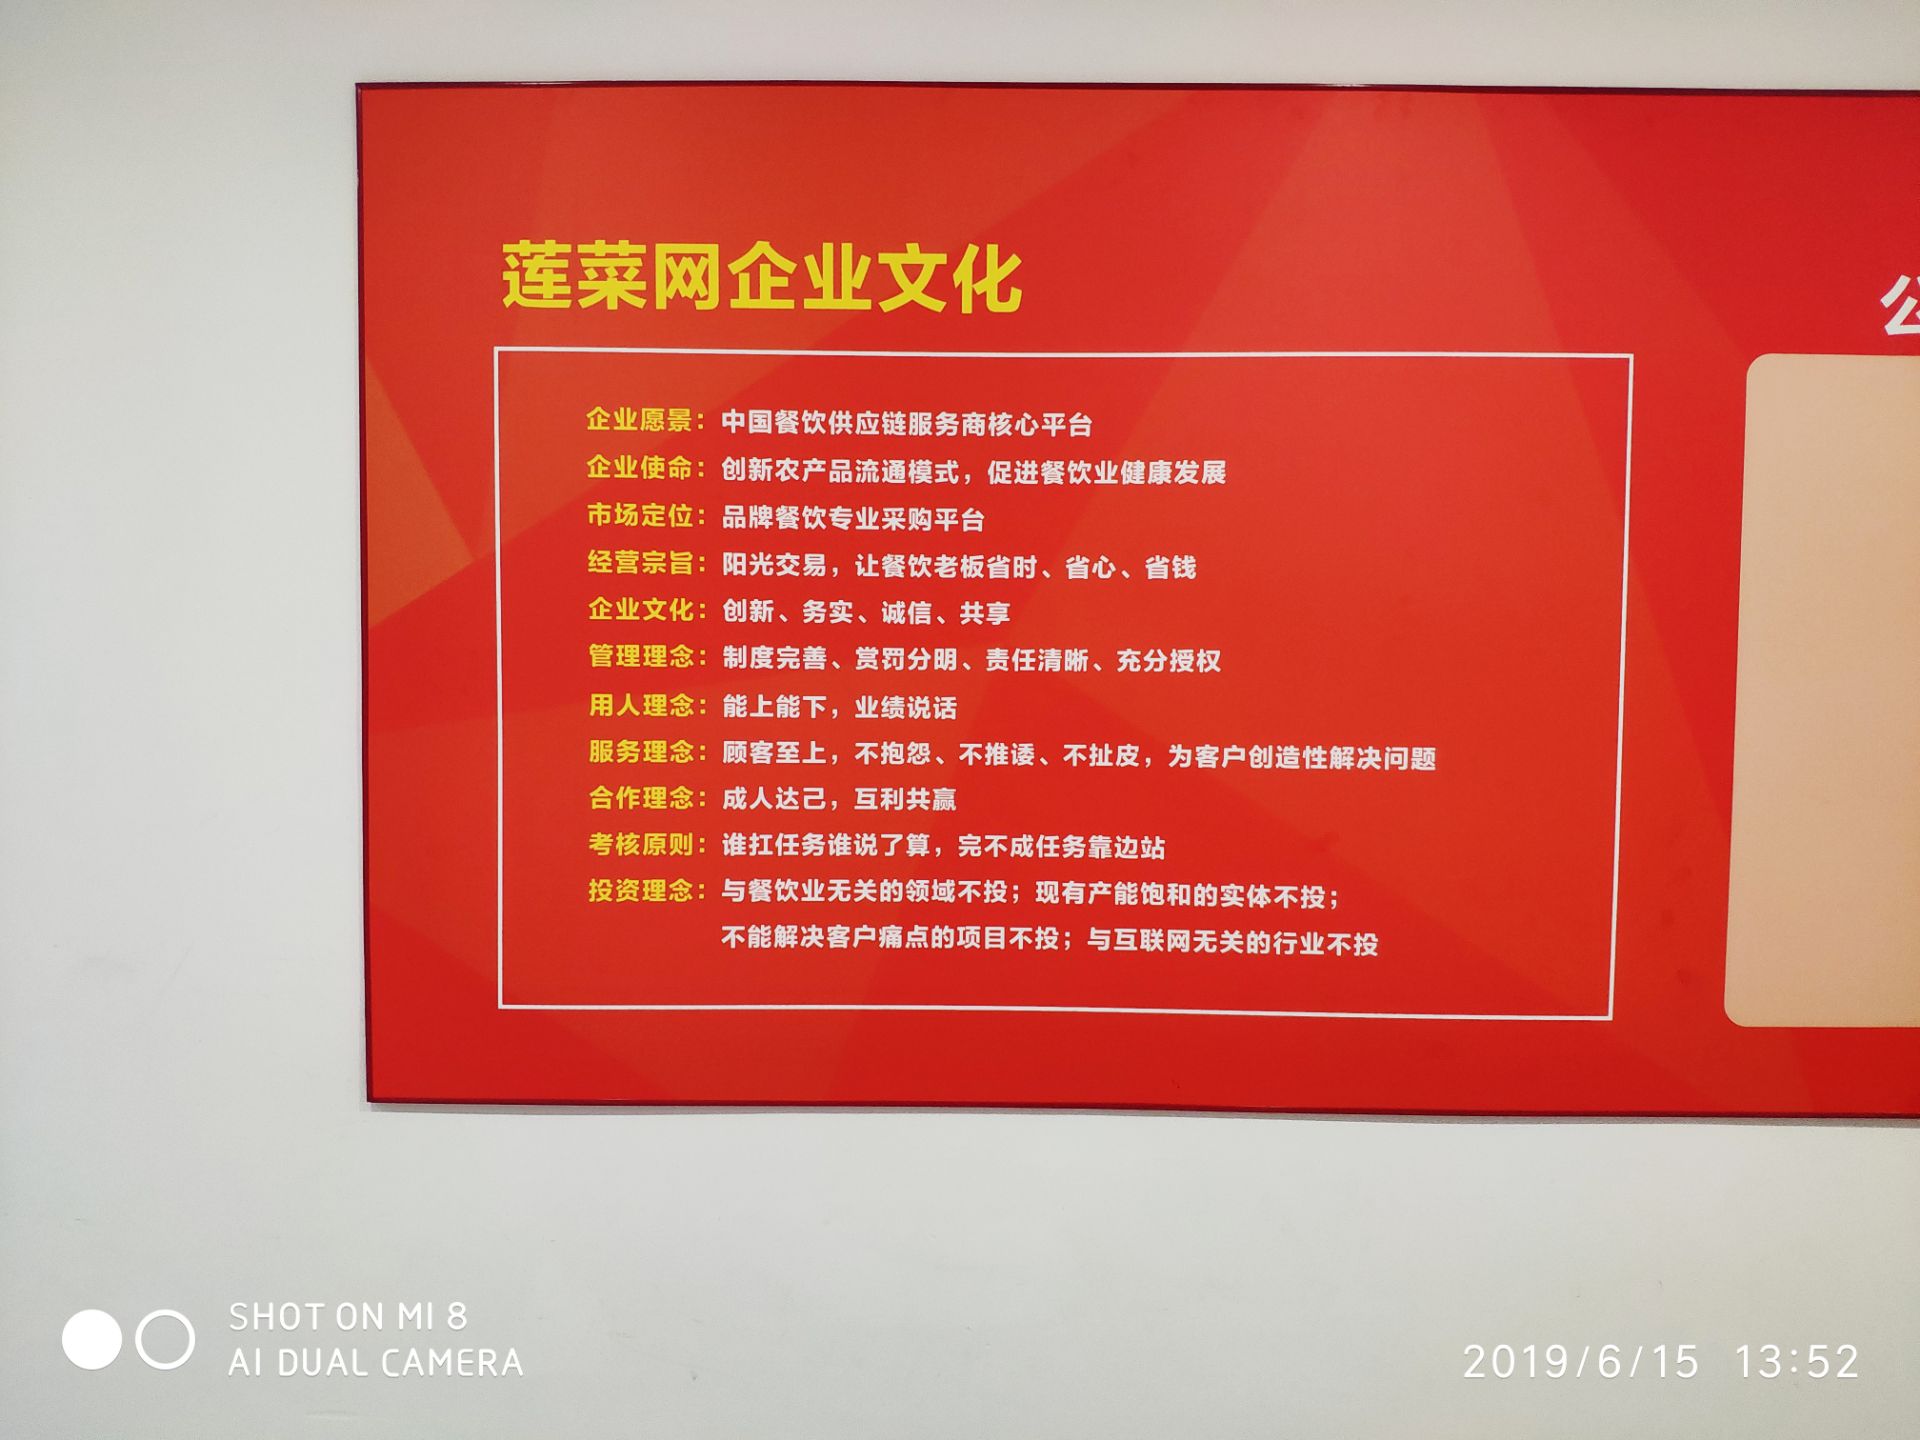 莲菜网企业文化
企业愿景：中国餐饮供应链服务商核心平台
企业使命：创新农产品流通模式，促进餐饮业健康发展
市场定位：品牌餐饮专业采购平台
经营宗旨：阳光交易，让餐饮老板省时、省心、省钱
企业文化：创新、务实、诚信、共享
管理理念：制度完善、赏罚分明、责任清晰、充分授权
用人理念：能上能下，业绩说话
服务理念：顾客至上，不抱怨、不推诿、不扯皮，为客户创造性解决问题
合作理念：成人达己，互利共赢
考核原则：谁扛任务谁说了算，完不成任务靠边站
投资理念：与餐饮业无关的领域不投；现有产能饱和的实体不投；
不能解决客户痛点的项目不投；与互联网无关的行业不投
公
SHOT ON MI 8
AI DUAL CAMERA
2019/6/15 13:52